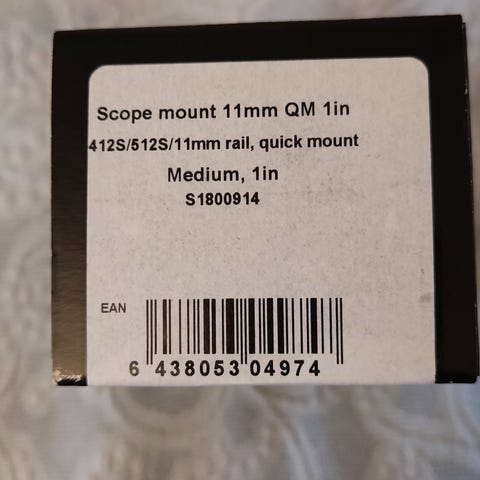 Scope mount 11mm QM 1in
412S/512S/11mm rail, quick mount
Medium, 1in
S1800914
EAN
6 438053 04974